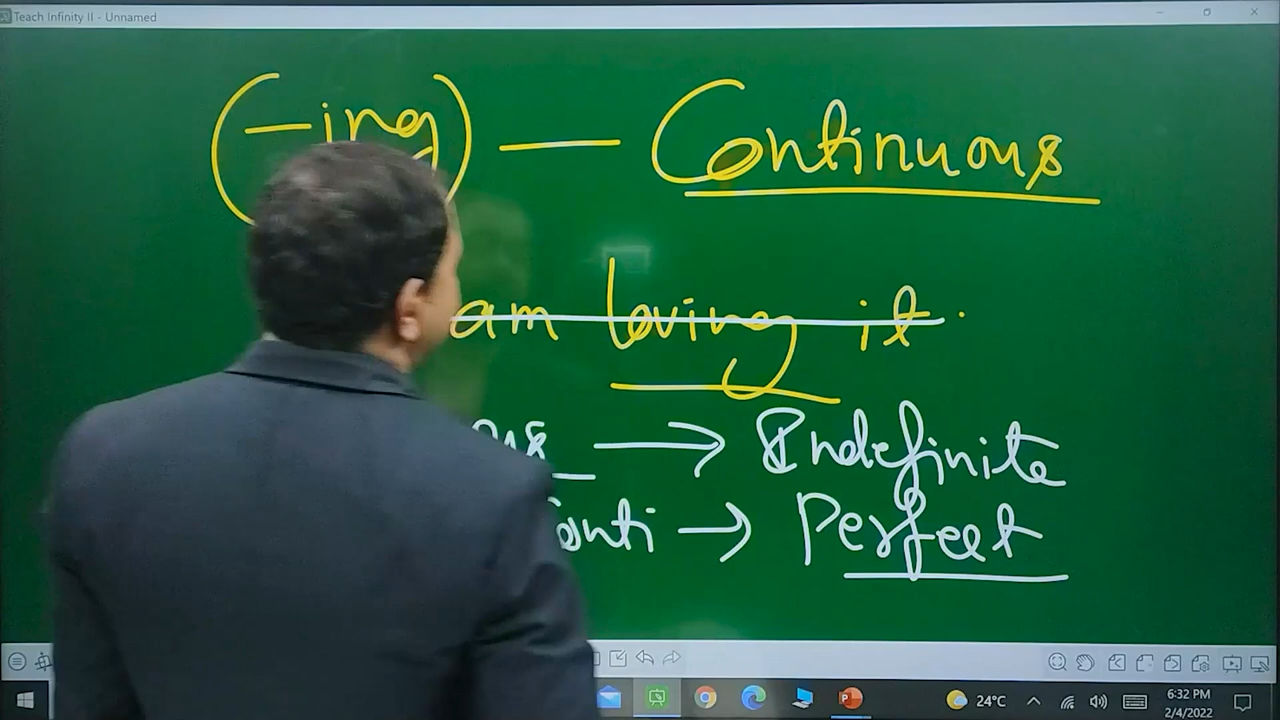 Teach Infinity II - Unnamed
(-ing) — Continuous
am loving it.
→ Indefinite
onti → Perfect
24°C
6:32 PM
2/4/2022